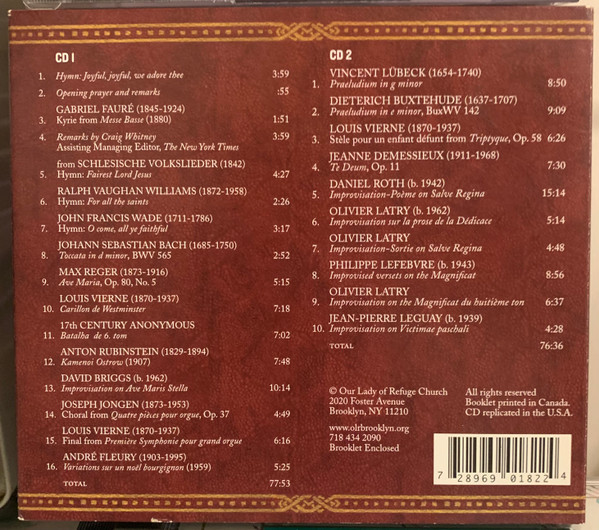 CD 1
1. Hymn: Joyful, joyful, we adore thee 3:59
2. Opening prayer and remarks :55
GABRIEL FAURÉ (1845-1924)
3. Kyrie from Messe Basse (1880) 1:51
4. Remarks by Craig Whitney 3:59
Assisting Managing Editor, The New York Times
from SCHLESISCHE VOLKSLIEDER (1842)
5. Hymn: Fairest Lord Jesus 4:27
RALPH VAUGHAN WILLIAMS (1872-1958)
6. Hymn: For all the saints 2:26
JOHN FRANCIS WADE (1711-1786)
7. Hymn: O come, all ye faithful 3:17
JOHANN SEBASTIAN BACH (1685-1750)
8. Toccata in d minor, BWV 565 2:52
MAX REGER (1873-1916)
9. Ave Maria, Op. 80, No. 5 5:15
LOUIS VIERNE (1870-1937)
10. Carillon de Westminster 7:18
17th CENTURY ANONYMOUS
11. Batalha de 6. tom 7:02
ANTON RUBINSTEIN (1829-1894)
12. Kamenoi Ostrow (1907) 7:48
DAVID BRIGGS (b. 1962)
13. Improvisation on Ave Maris Stella 10:14
JOSEPH JONGEN (1873-1953)
14. Choral from Quatre pièces pour orgue, Op. 37 4:49
LOUIS VIERNE (1870-1937)
15. Final from Première Symphonie pour grand orgue 6:16
ANDRÉ FLEURY (1903-1995)
16. Variations sur un noël bourgignon (1959) 5:25
TOTAL 77:53
CD 2
VINCENT LÜBECK (1654-1740)
1. Praeludium in g minor 8:50
DIETERICH BUXTEHUDE (1637-1707)
2. Praeludium in e minor, BuxWV 142 9:09
LOUIS VIERNE (1870-1937)
3. Stèle pour un enfant défunt from Triptyque, Op. 58 6:26
JEANNE DEMESSIEUX (1911-1968)
4. Te Deum, Op. 11 7:30
DANIEL ROTH (b. 1942)
5. Improvisation-Poème on Salve Regina 15:14
OLIVIER LATRY (b. 1962)
6. Improvisation sur la prose de la Dédicace 5:14
OLIVIER LATRY
7. Improvisation-Sortie on Salve Regina 4:48
PHILIPPE LEFEBVRE (b. 1943)
8. Improvised versets on the Magnificat 8:56
OLIVIER LATRY
9. Improvisation on the Magnificat du huitième ton 6:37
JEAN-PIERRE LEGUAY (b. 1939)
10. Improvisation on Victimae paschali 4:28
TOTAL 76:36
© Our Lady of Refuge Church
2020 Foster Avenue
Brooklyn, NY 11210
www.olrbrooklyn.org
718 434 2090
Brooklet Enclosed
All rights reserved
Booklet printed in Canada.
CD replicated in the U.S.A.
7 28969 01822 4